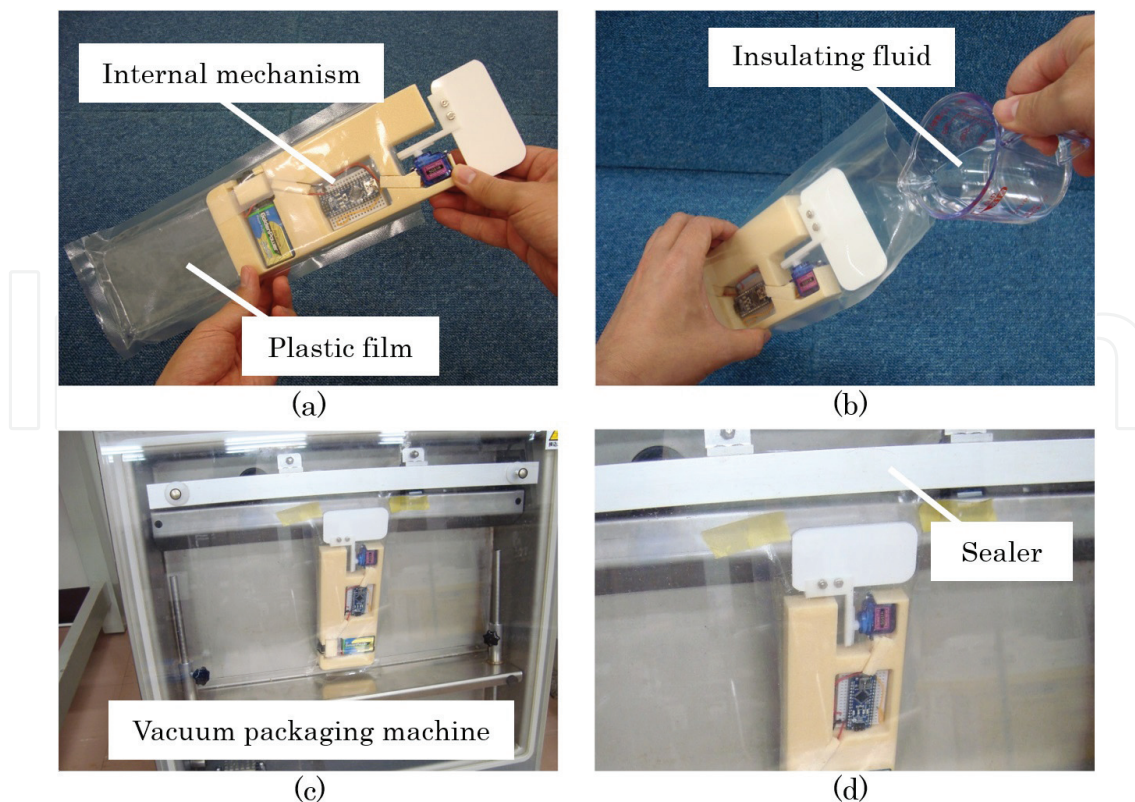 Internal mechanism
Plastic film
(a)
Insulating fluid
(b)
Vacuum packaging machine
(c)
Sealer
(d)